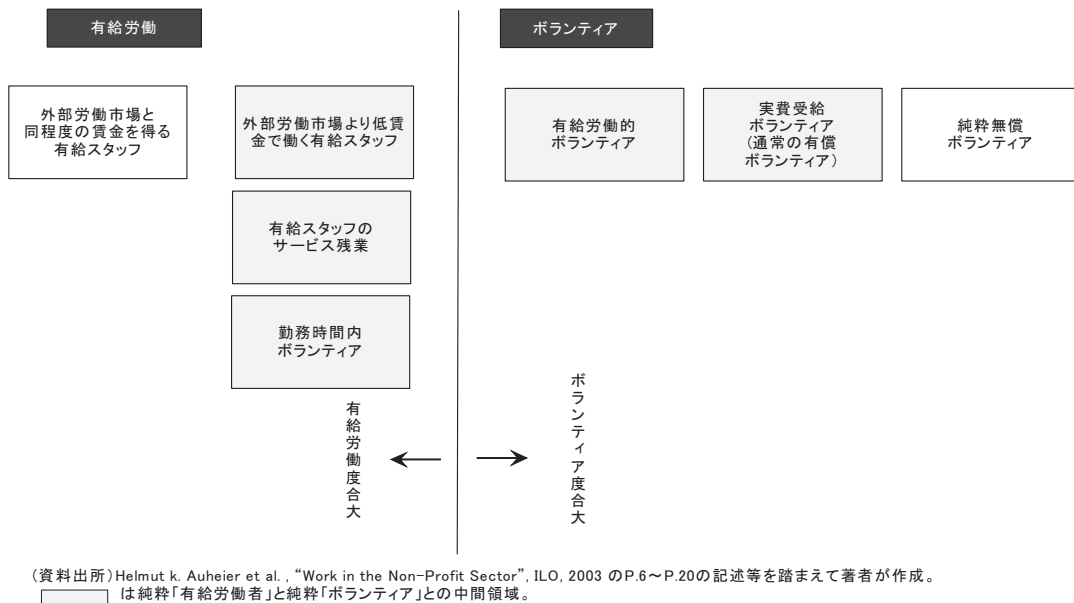 有給労働
ボランティア
外部労働市場と
同程度の賃金を得る
有給スタッフ
外部労働市場より低賃
金で働く有給スタッフ
有給労働的
ボランティア
実費受給
ボランティア
(通常の有償
ボランティア)
純粋無償
ボランティア
有給スタッフの
サービス残業
勤務時間内
ボランティア
有給労働度合大
ボランティア度合大
(資料出所)Helmut k. Auheier et al. , “Work in the Non-Profit Sector”, ILO, 2003 のP.6～P.20の記述等を踏まえて著者が作成。
は純粋「有給労働者」と純粋「ボランティア」との中間領域。